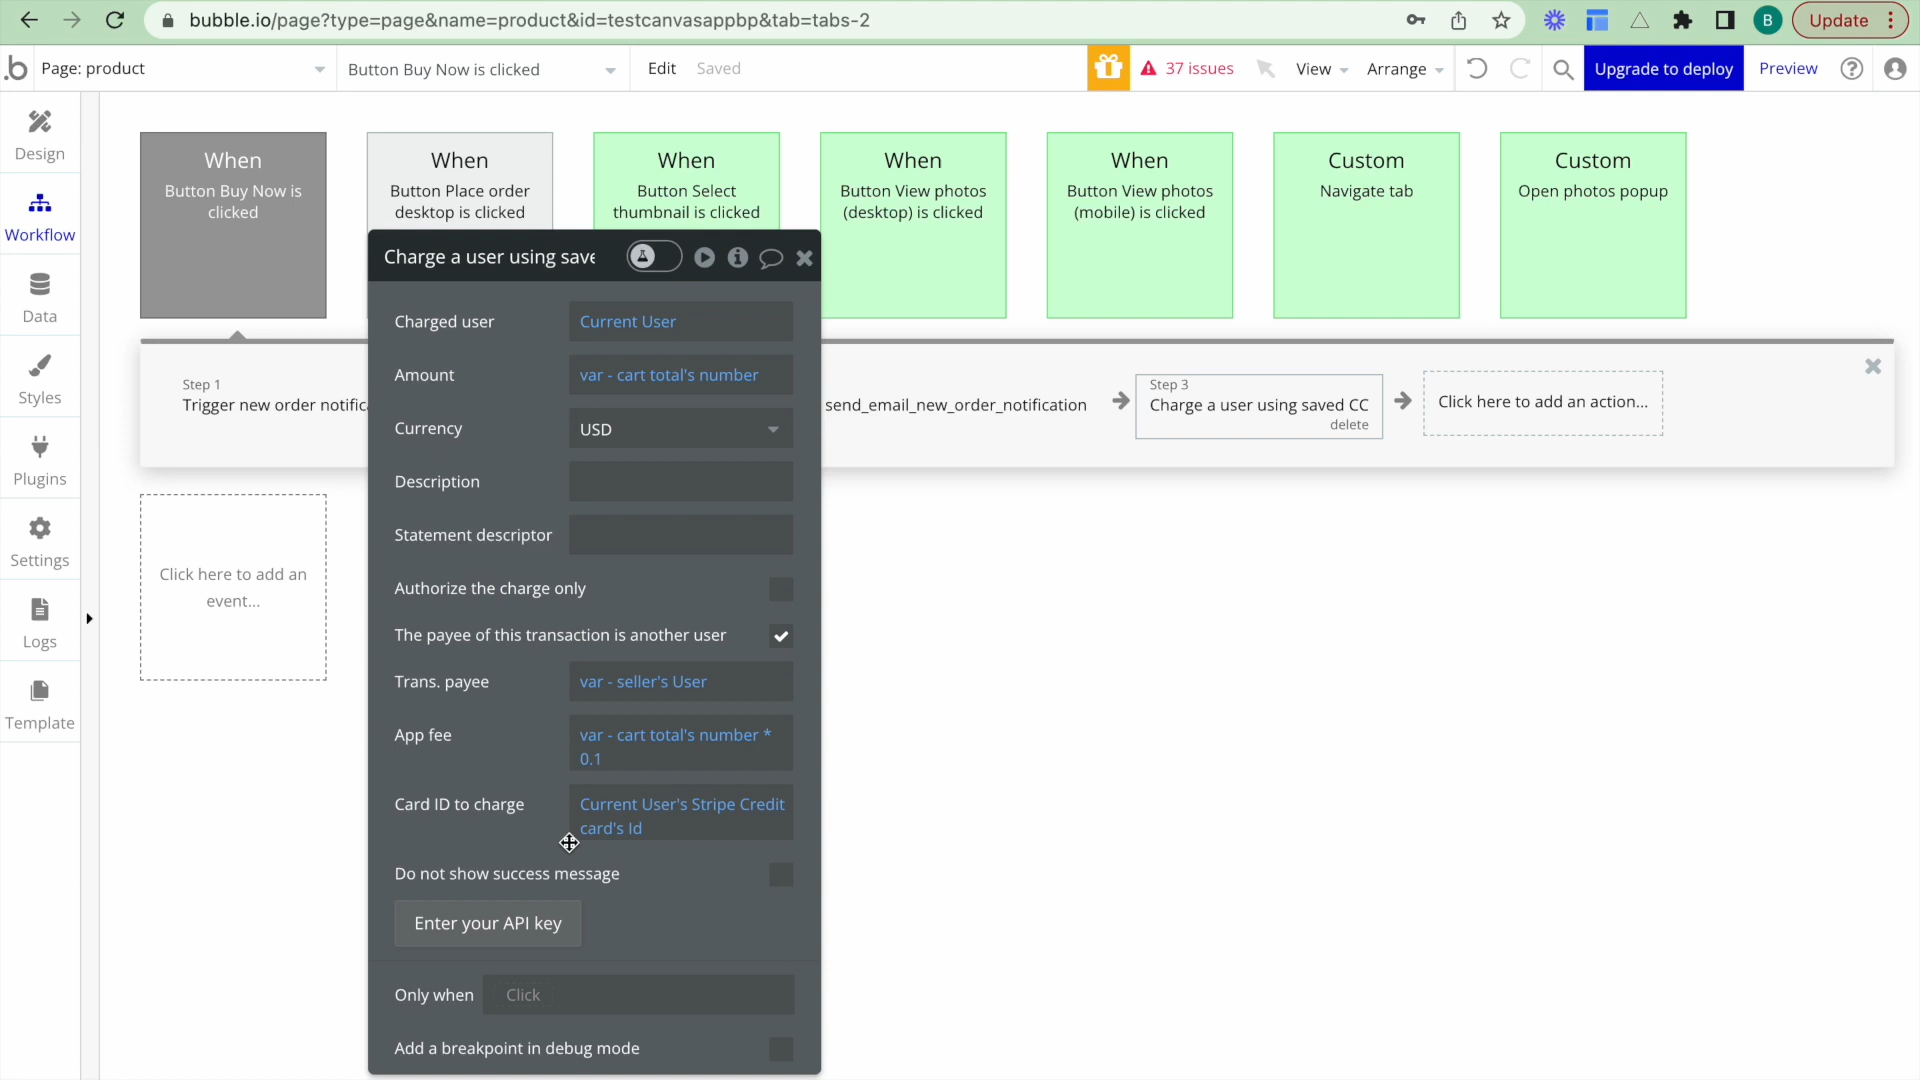 bubble.io/page?type=page&name=product&id=testcanvasappbp&tab=tabs-2
B
Update
b
Page: product
Button Buy Now is clicked
Edit
Saved
37 issues
View
Arrange
Upgrade to deploy
Preview
?
Design
Workflow
Data
Styles
Plugins
Settings
Logs
Template
When
Button Buy Now is
clicked
When
Button Place order
desktop is clicked
When
Button Select
thumbnail is clicked
When
Button View photos
(desktop) is clicked
When
Button View photos
(mobile) is clicked
Custom
Navigate tab
Custom
Open photos popup
Step 1
Trigger new order notifica
send_email_new_order_notification
Step 3
Charge a user using saved CC
delete
Click here to add an action...
Click here to add an
event...
Charge a user using save
Charged user
Current User
Amount
var - cart total's number
Currency
USD
Description
Statement descriptor
Authorize the charge only
The payee of this transaction is another user
Trans. payee
var - seller's User
App fee
var - cart total's number *
0.1
Card ID to charge
Current User's Stripe Credit
card's Id
Do not show success message
Enter your API key
Only when
Click
Add a breakpoint in debug mode